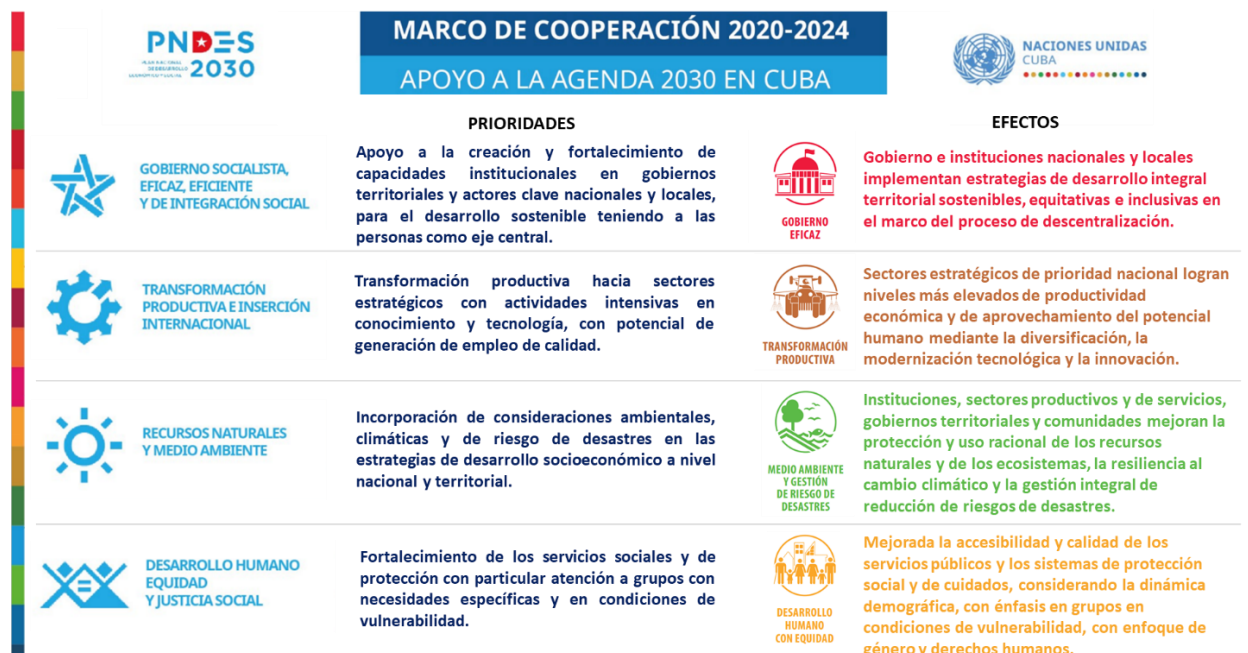 PNDES
2030
PLAN NACIONAL
DE DESARROLLO
ECONÓMICO Y SOCIAL
MARCO DE COOPERACIÓN 2020-2024
APOYO A LA AGENDA 2030 EN CUBA
NACIONES UNIDAS
CUBA
PRIORIDADES
EFECTOS
GOBIERNO SOCIALISTA,
EFICAZ, EFICIENTE
Y DE INTEGRACIÓN SOCIAL
Apoyo a la creación y fortalecimiento de
capacidades institucionales en gobiernos
territoriales y actores clave nacionales y locales,
para el desarrollo sostenible teniendo a las
personas como eje central.
GOBIERNO
EFICAZ
Gobierno e instituciones nacionales y locales
implementan estrategias de desarrollo integral
territorial sostenibles, equitativas e inclusivas en
el marco del proceso de descentralización.
TRANSFORMACIÓN
PRODUCTIVA E INSERCIÓN
INTERNACIONAL
Transformación productiva hacia sectores
estratégicos con actividades intensivas en
conocimiento y tecnología, con potencial de
generación de empleo de calidad.
TRANSFORMACIÓN
PRODUCTIVA
Sectores estratégicos de prioridad nacional logran
niveles más elevados de productividad
económica y de aprovechamiento del potencial
humano mediante la diversificación, la
modernización tecnológica y la innovación.
RECURSOS NATURALES
Y MEDIO AMBIENTE
Incorporación de consideraciones ambientales,
climáticas y de riesgo de desastres en las
estrategias de desarrollo socioeconómico a nivel
nacional y territorial.
MEDIO AMBIENTE
Y GESTIÓN
DE RIESGO DE
DESASTRES
Instituciones, sectores productivos y de servicios,
gobiernos territoriales y comunidades mejoran la
protección y uso racional de los recursos
naturales y de los ecosistemas, la resiliencia al
cambio climático y la gestión integral de
reducción de riesgos de desastres.
DESARROLLO HUMANO
EQUIDAD
Y JUSTICIA SOCIAL
Fortalecimiento de los servicios sociales y de
protección con particular atención a grupos con
necesidades específicas y en condiciones de
vulnerabilidad.
DESARROLLO
HUMANO
CON EQUIDAD
Mejorada la accesibilidad y calidad de los
servicios públicos y los sistemas de protección
social y de cuidados, considerando la dinámica
demográfica, con énfasis en grupos en
condiciones de vulnerabilidad, con enfoque de
género y derechos humanos.